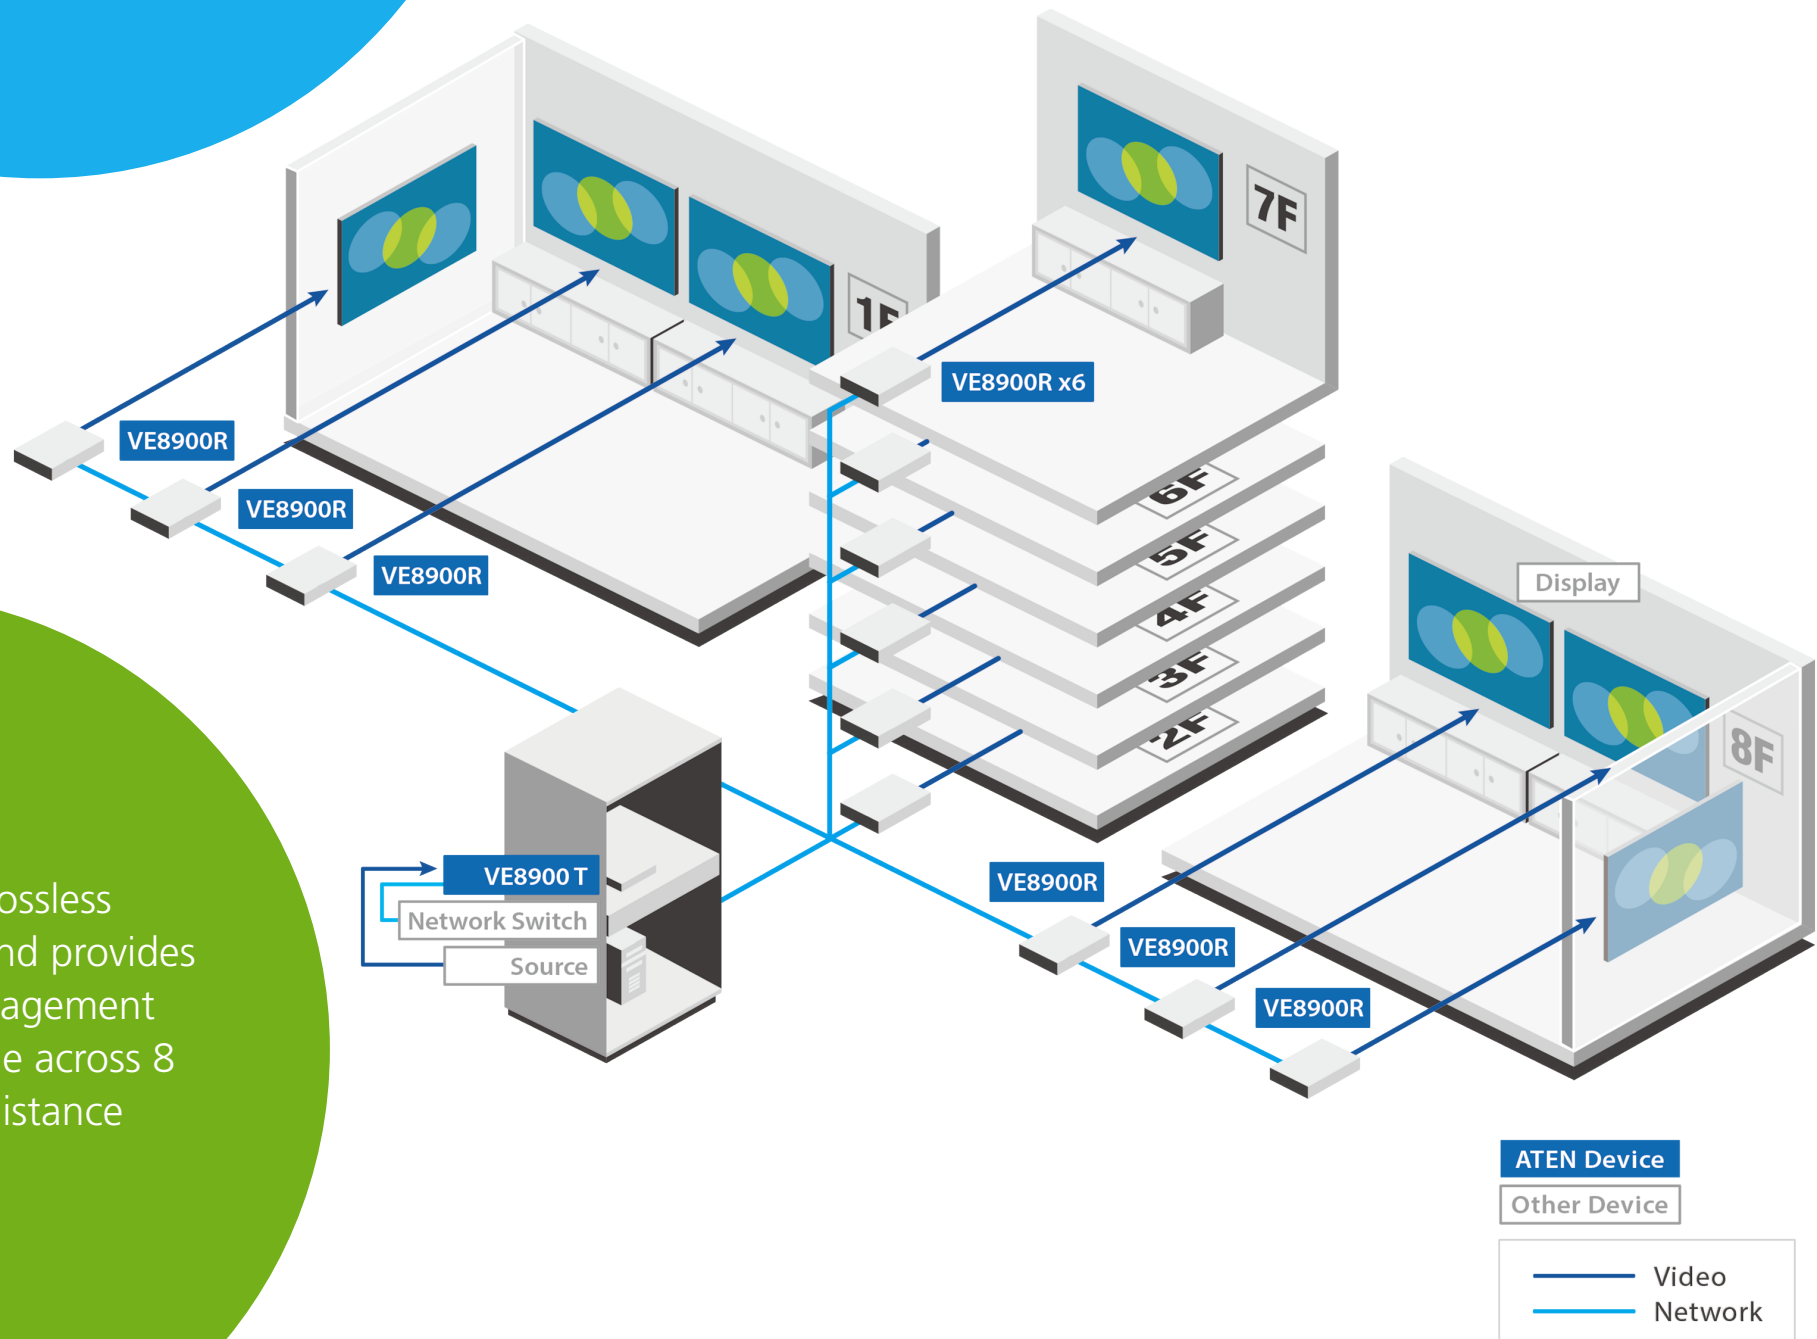 7F
1F
VE8900R x6
VE8900R
VE8900R
VE8900R
6F
5F
4F
3F
2F
Display
8F
VE8900 T
Network Switch
Source
VE8900R
VE8900R
VE8900R
ossless
nd provides
agement
e across 8
istance
ATEN Device
Other Device
Video
Network